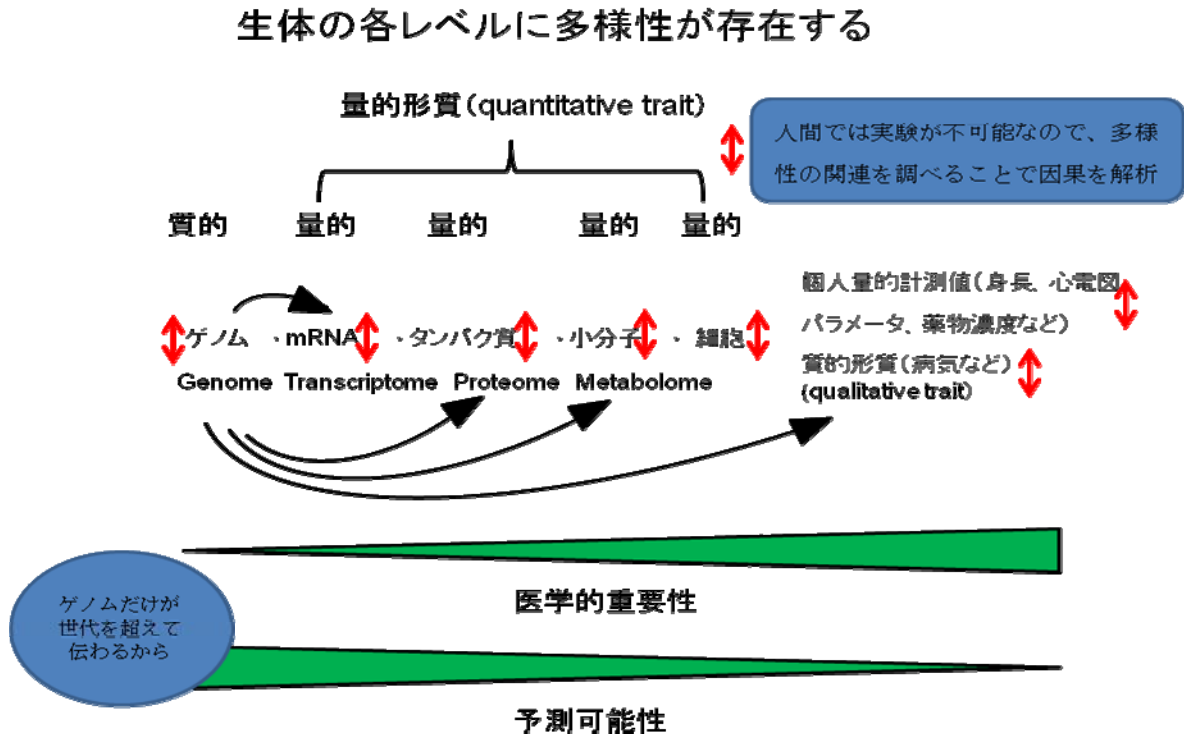 生体の各レベルに多様性が存在する
量的形質(quantitative trait)
人間では実験が不可能なので、多様
性の関連を調べることで因果を解析
質的 量的 量的 量的 量的
個人量的計測値(身長、心電図
パラメータ、薬物濃度など)
ゲノム ・mRNA ・タンパク質 ・小分子 ・細胞
質的形質(病気など)
(qualitative trait)
Genome Transcriptome Proteome Metabolome
医学的重要性
ゲノムだけが
世代を超えて
伝わるから
予測可能性